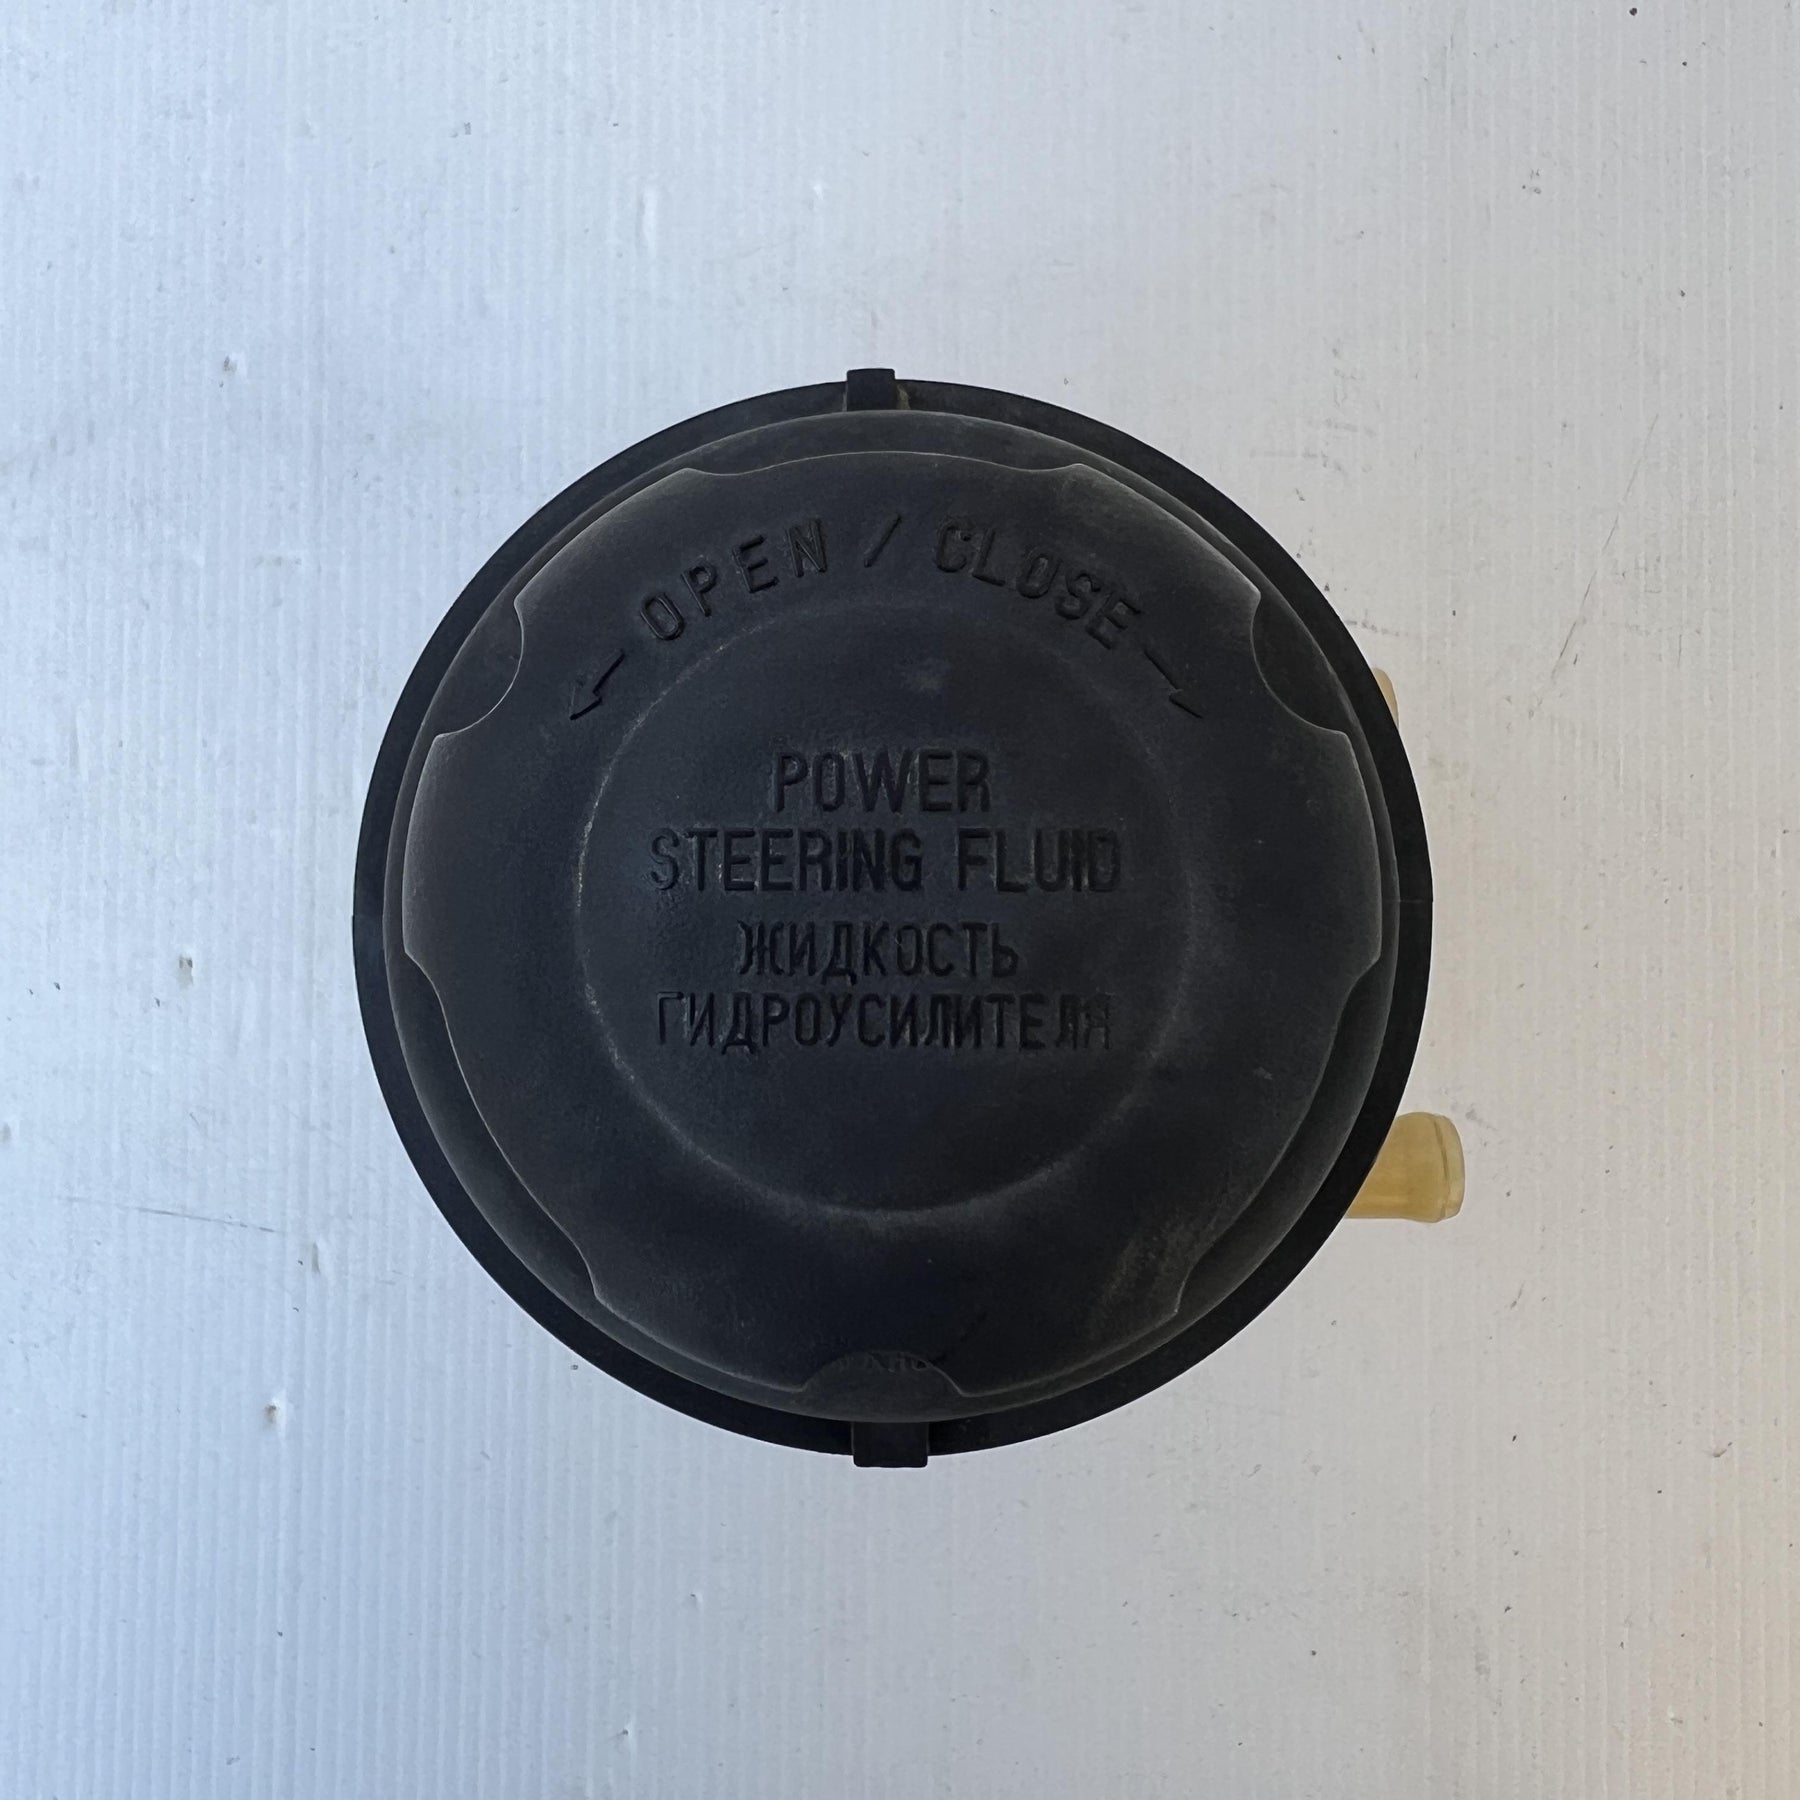 OPEN / CLOSE
POWER
STEERING FLUID
ЖИДКОСТЬ
ГИДРОУСИЛИТЕЛЯ